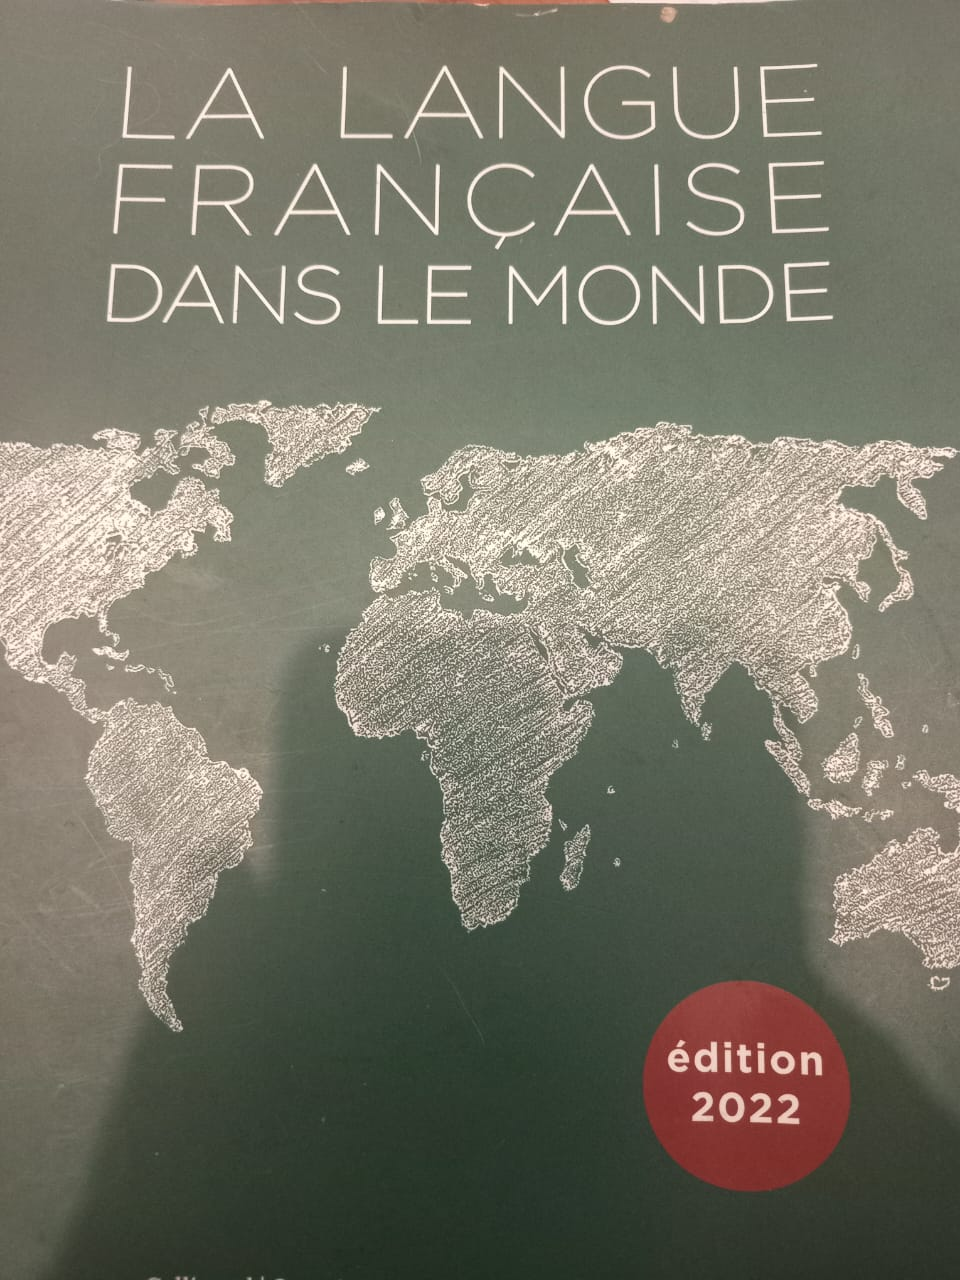 LA LANGUE
FRANÇAISE
DANS LE MONDE
édition
2022